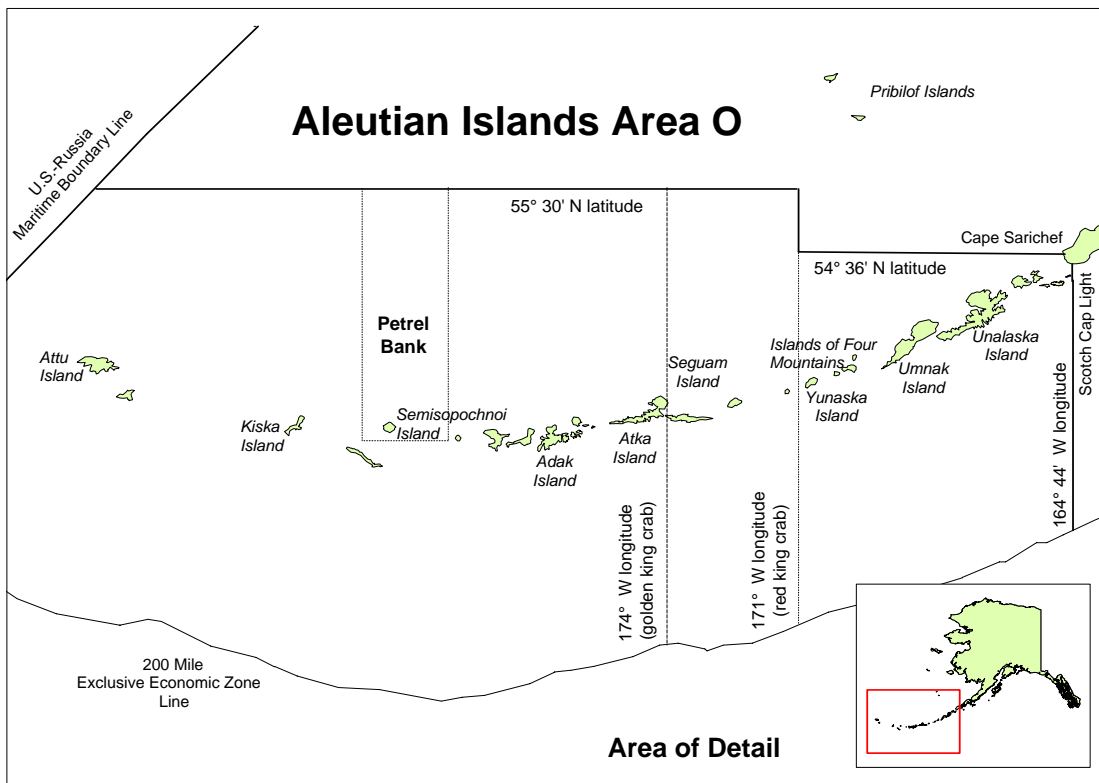 Aleutian Islands Area O
Pribilof Islands
U.S.-Russia
Maritime Boundary Line
55° 30' N latitude
Cape Sarichef
54° 36' N latitude
Scotch Cap Light
Petrel
Bank
Attu
Island
Kiska
Island
Semisopochnoi
Island
Adak
Island
Atka
Island
Seguam
Island
Islands of Four
Mountains
Yunaska
Island
Umnak
Island
Unalaska
Island
174° W longitude
(golden king crab)
171° W longitude
(red king crab)
164° 44' W longitude
200 Mile
Exclusive Economic Zone
Line
Area of Detail